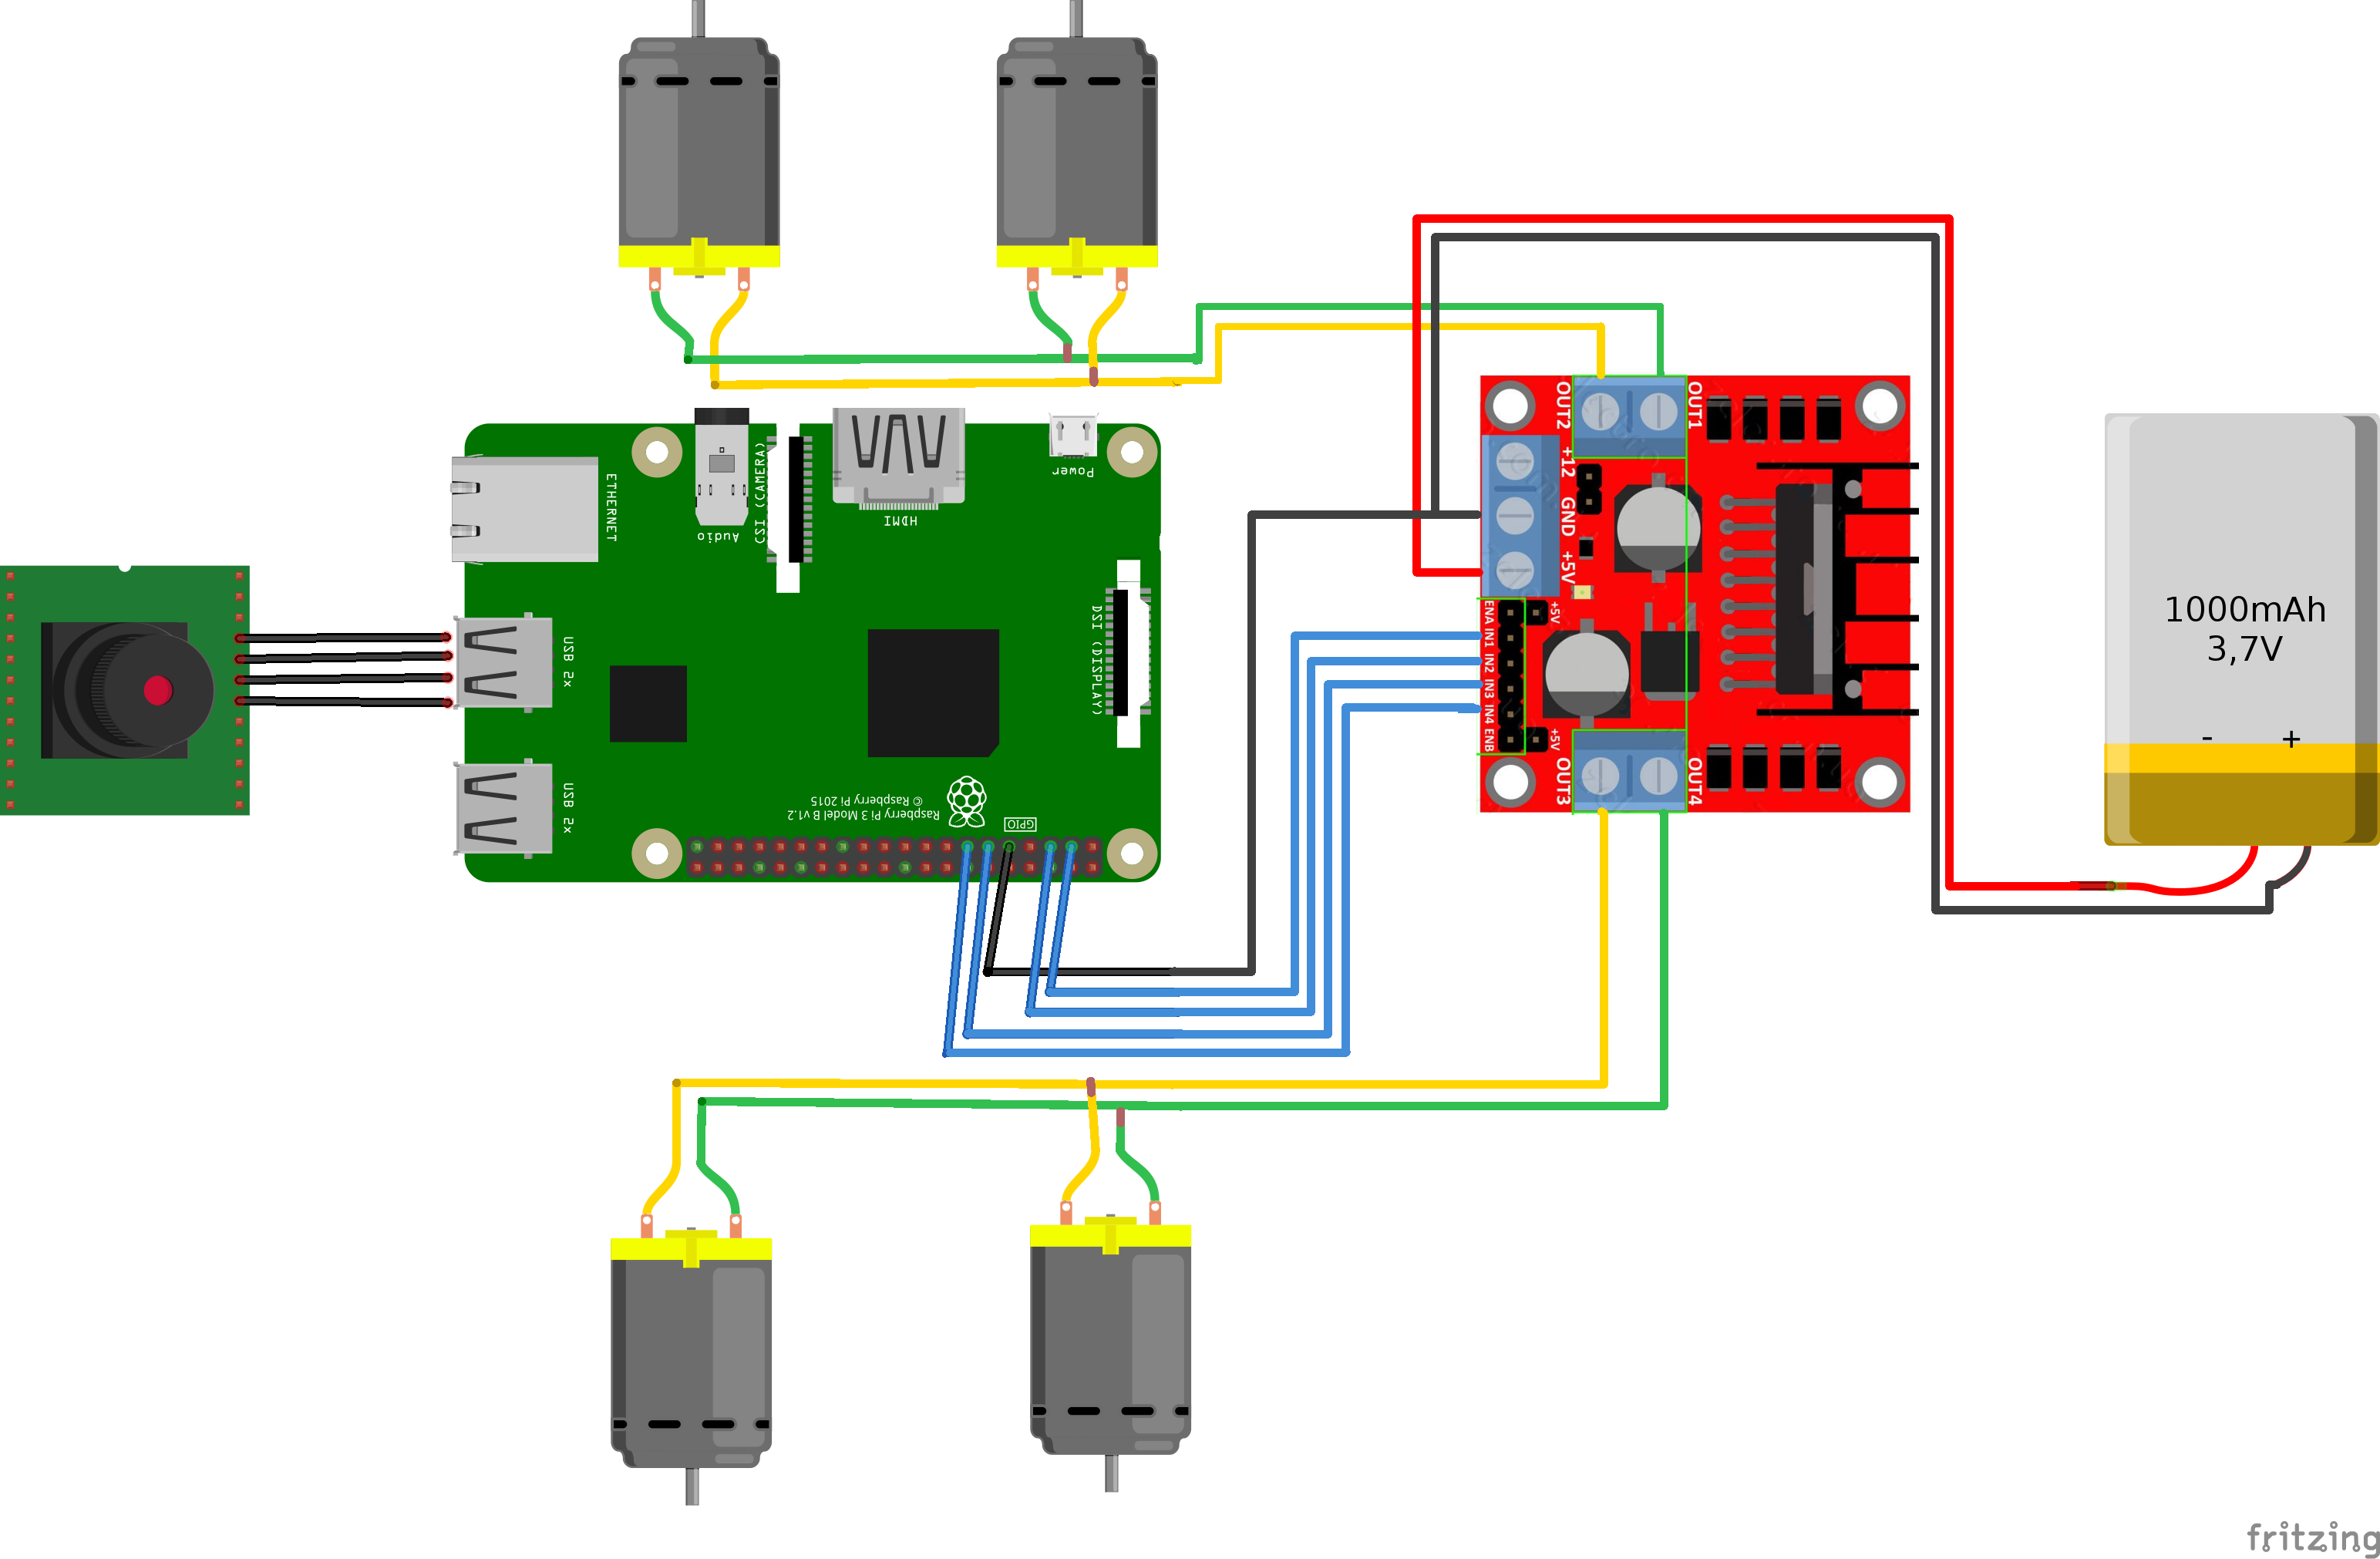 ETHERNET
Audio
CSI (CAMERA)
HDMI
Power
USB 2x
USB 2x
DSI (DISPLAY)
© Raspberry Pi 2015
Raspberry Pi 3 Model B v1.2
GPIO
OUT2
OUT1
+12
GND
+5V
ENA
IN1
IN2
IN3
IN4
ENB
+5V
+5V
OUT3
OUT4
1000mAh
3,7V
- +
fritzing